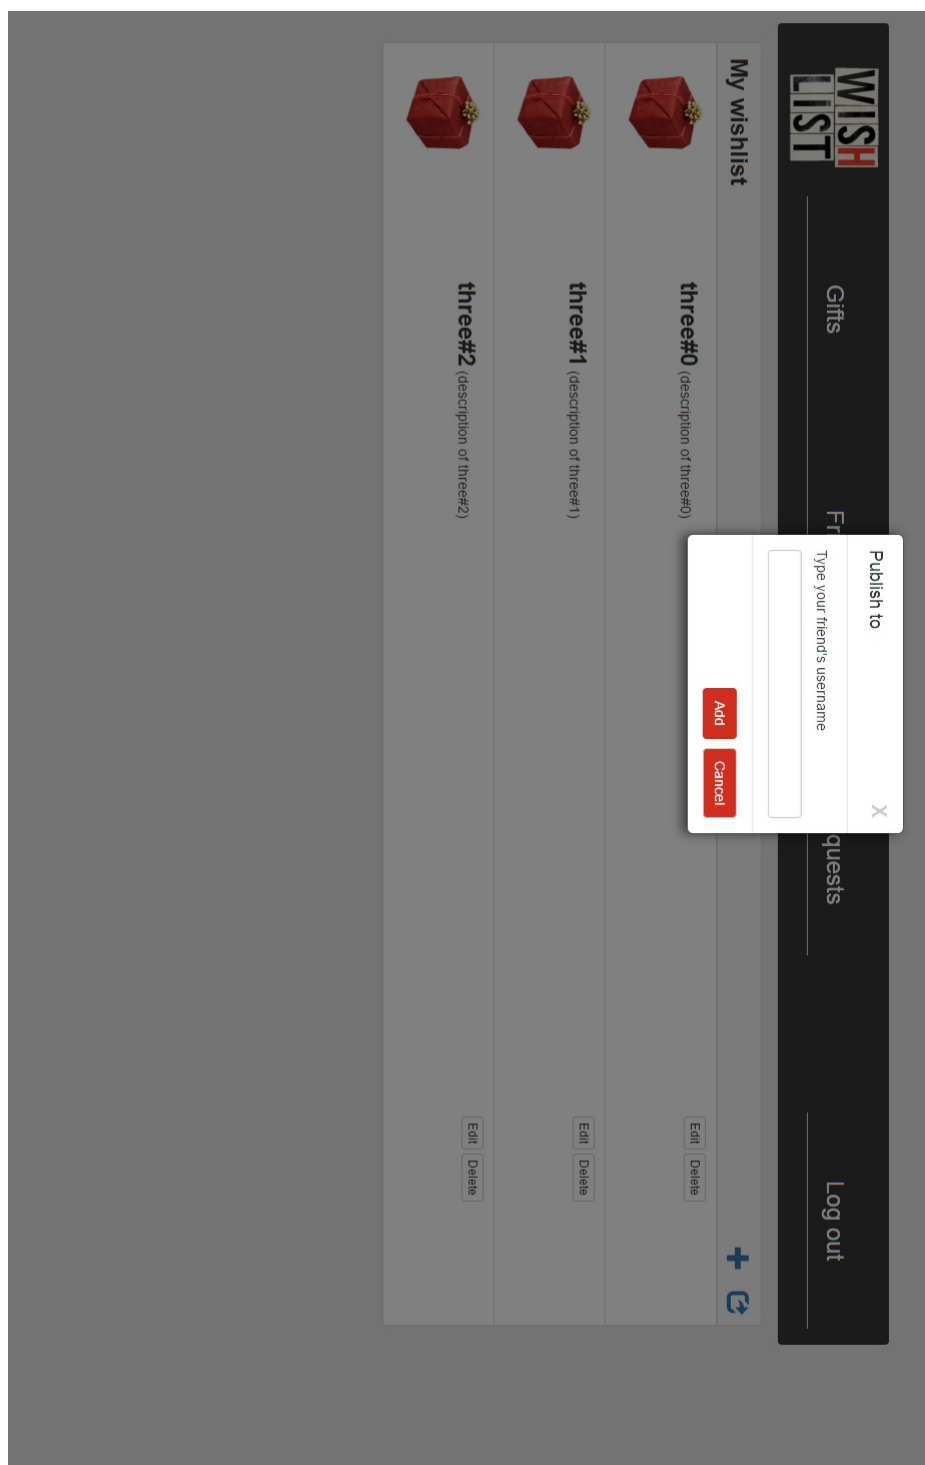 WISH
LIST
Gifts
Fr
quests
Log out
Publish to
X
Type your friend's username
Add Cancel
My wishlist
three#0 (description of three#0)
Edit Delete
three#1 (description of three#1)
Edit Delete
three#2 (description of three#2)
Edit Delete